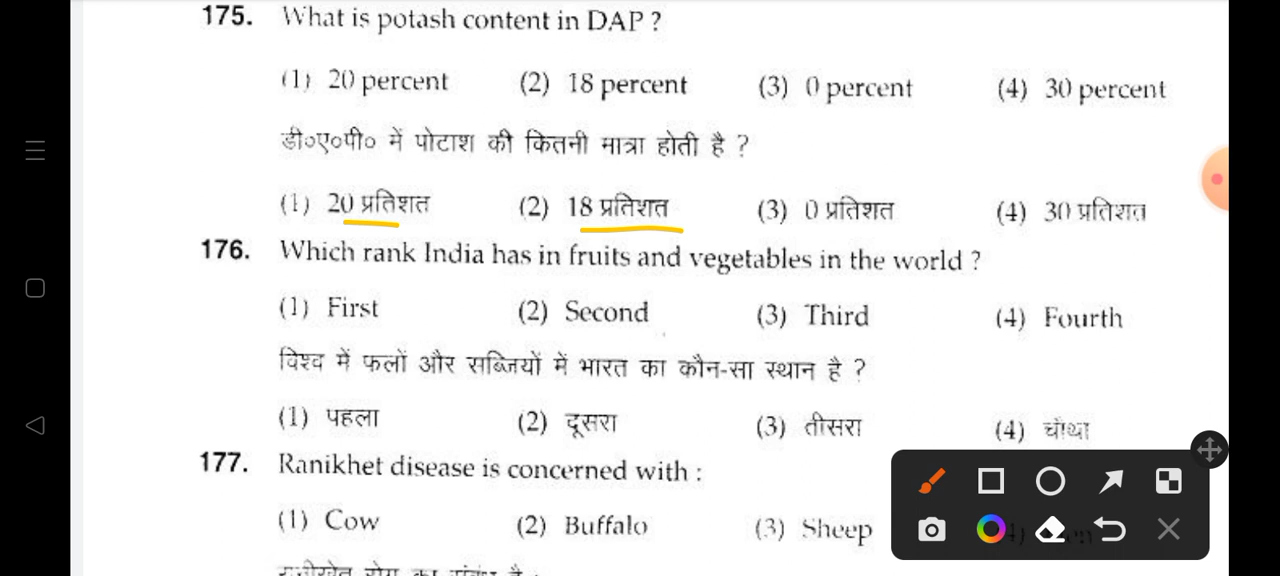 175. What is potash content in DAP ?
(1) 20 percent (2) 18 percent (3) 0 percent (4) 30 percent
डी०ए०पी० में पोटाश की कितनी मात्रा होती है ?
(1) 20 प्रतिशत (2) 18 प्रतिशत (3) 0 प्रतिशत (4) 30 प्रतिशत
176. Which rank India has in fruits and vegetables in the world ?
(1) First (2) Second (3) Third (4) Fourth
विश्व में फलों और सब्जियों में भारत का कौन-सा स्थान है ?
(1) पहला (2) दूसरा (3) तीसरा (4) चौथा
177. Ranikhet disease is concerned with :
(1) Cow (2) Buffalo (3) Sheep